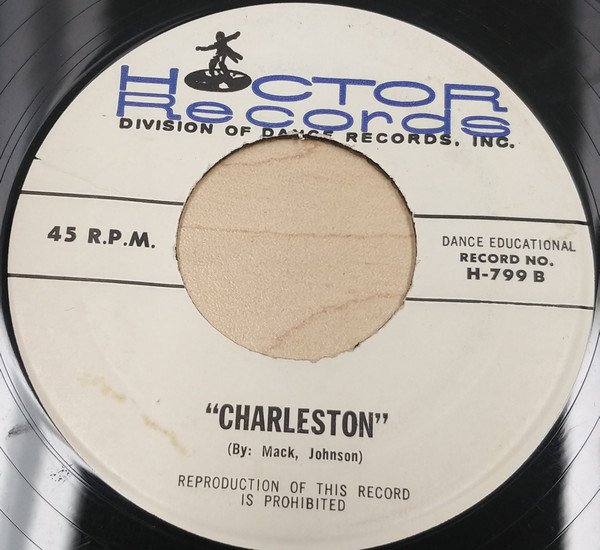 HOCTOR
Records
DIVISION OF DANCE RECORDS, INC.
45 R.P.M.
DANCE EDUCATIONAL
RECORD NO.
H-799 B
"CHARLESTON"
(By: Mack, Johnson)
REPRODUCTION OF THIS RECORD
IS PROHIBITED